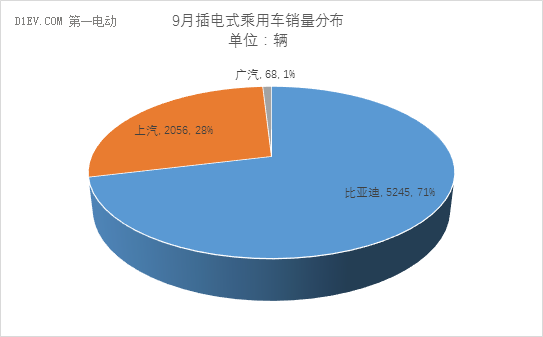 D1EV.COM 第一电动
9月插电式乘用车销量分布
单位：辆
广汽, 68, 1%
上汽, 2056, 28%
比亚迪, 5245, 71%